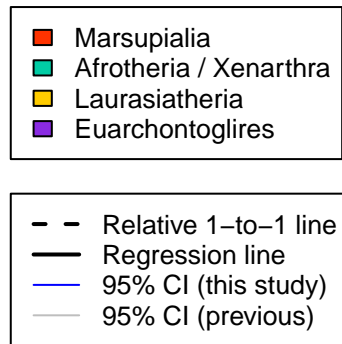 Marsupialia
Afrotheria / Xenarthra
Laurasiatheria
Euarchontoglires
Relative 1−to−1 line
Regression line
95% CI (this study)
95% CI (previous)